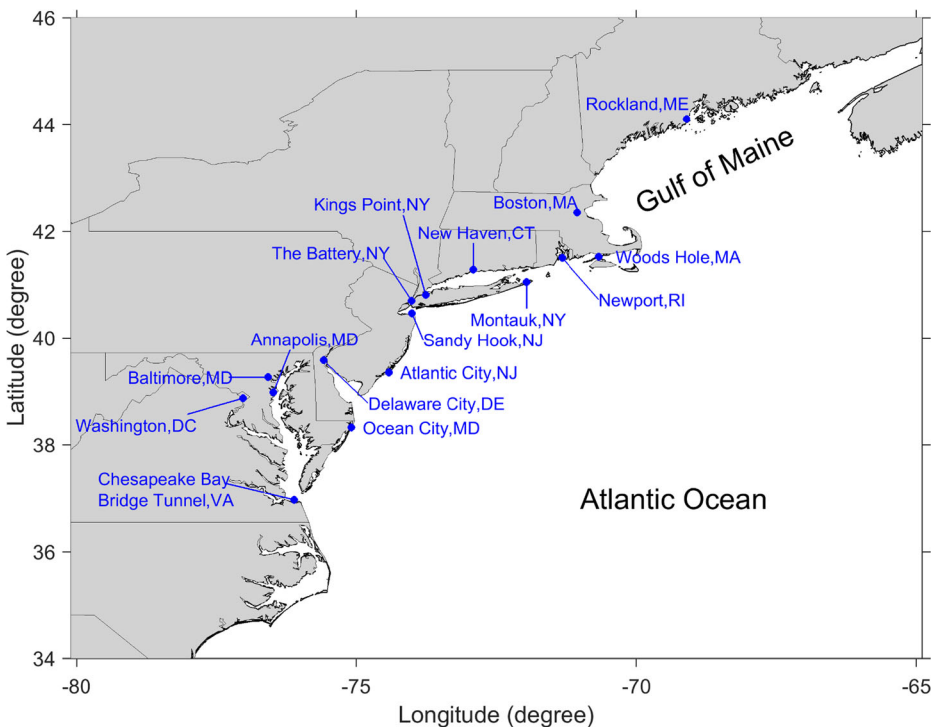 46
44
42
40
38
36
34
Latitude (degree)
Rockland,ME
Gulf of Maine
Boston,MA
Kings Point,NY
New Haven,CT
The Battery,NY
Woods Hole,MA
Newport,RI
Montauk,NY
Sandy Hook,NJ
Annapolis,MD
Atlantic City,NJ
Baltimore,MD
Delaware City,DE
Washington,DC
Ocean City,MD
Chesapeake Bay
Bridge Tunnel,VA
Atlantic Ocean
-80
-75
-70
-65
Longitude (degree)